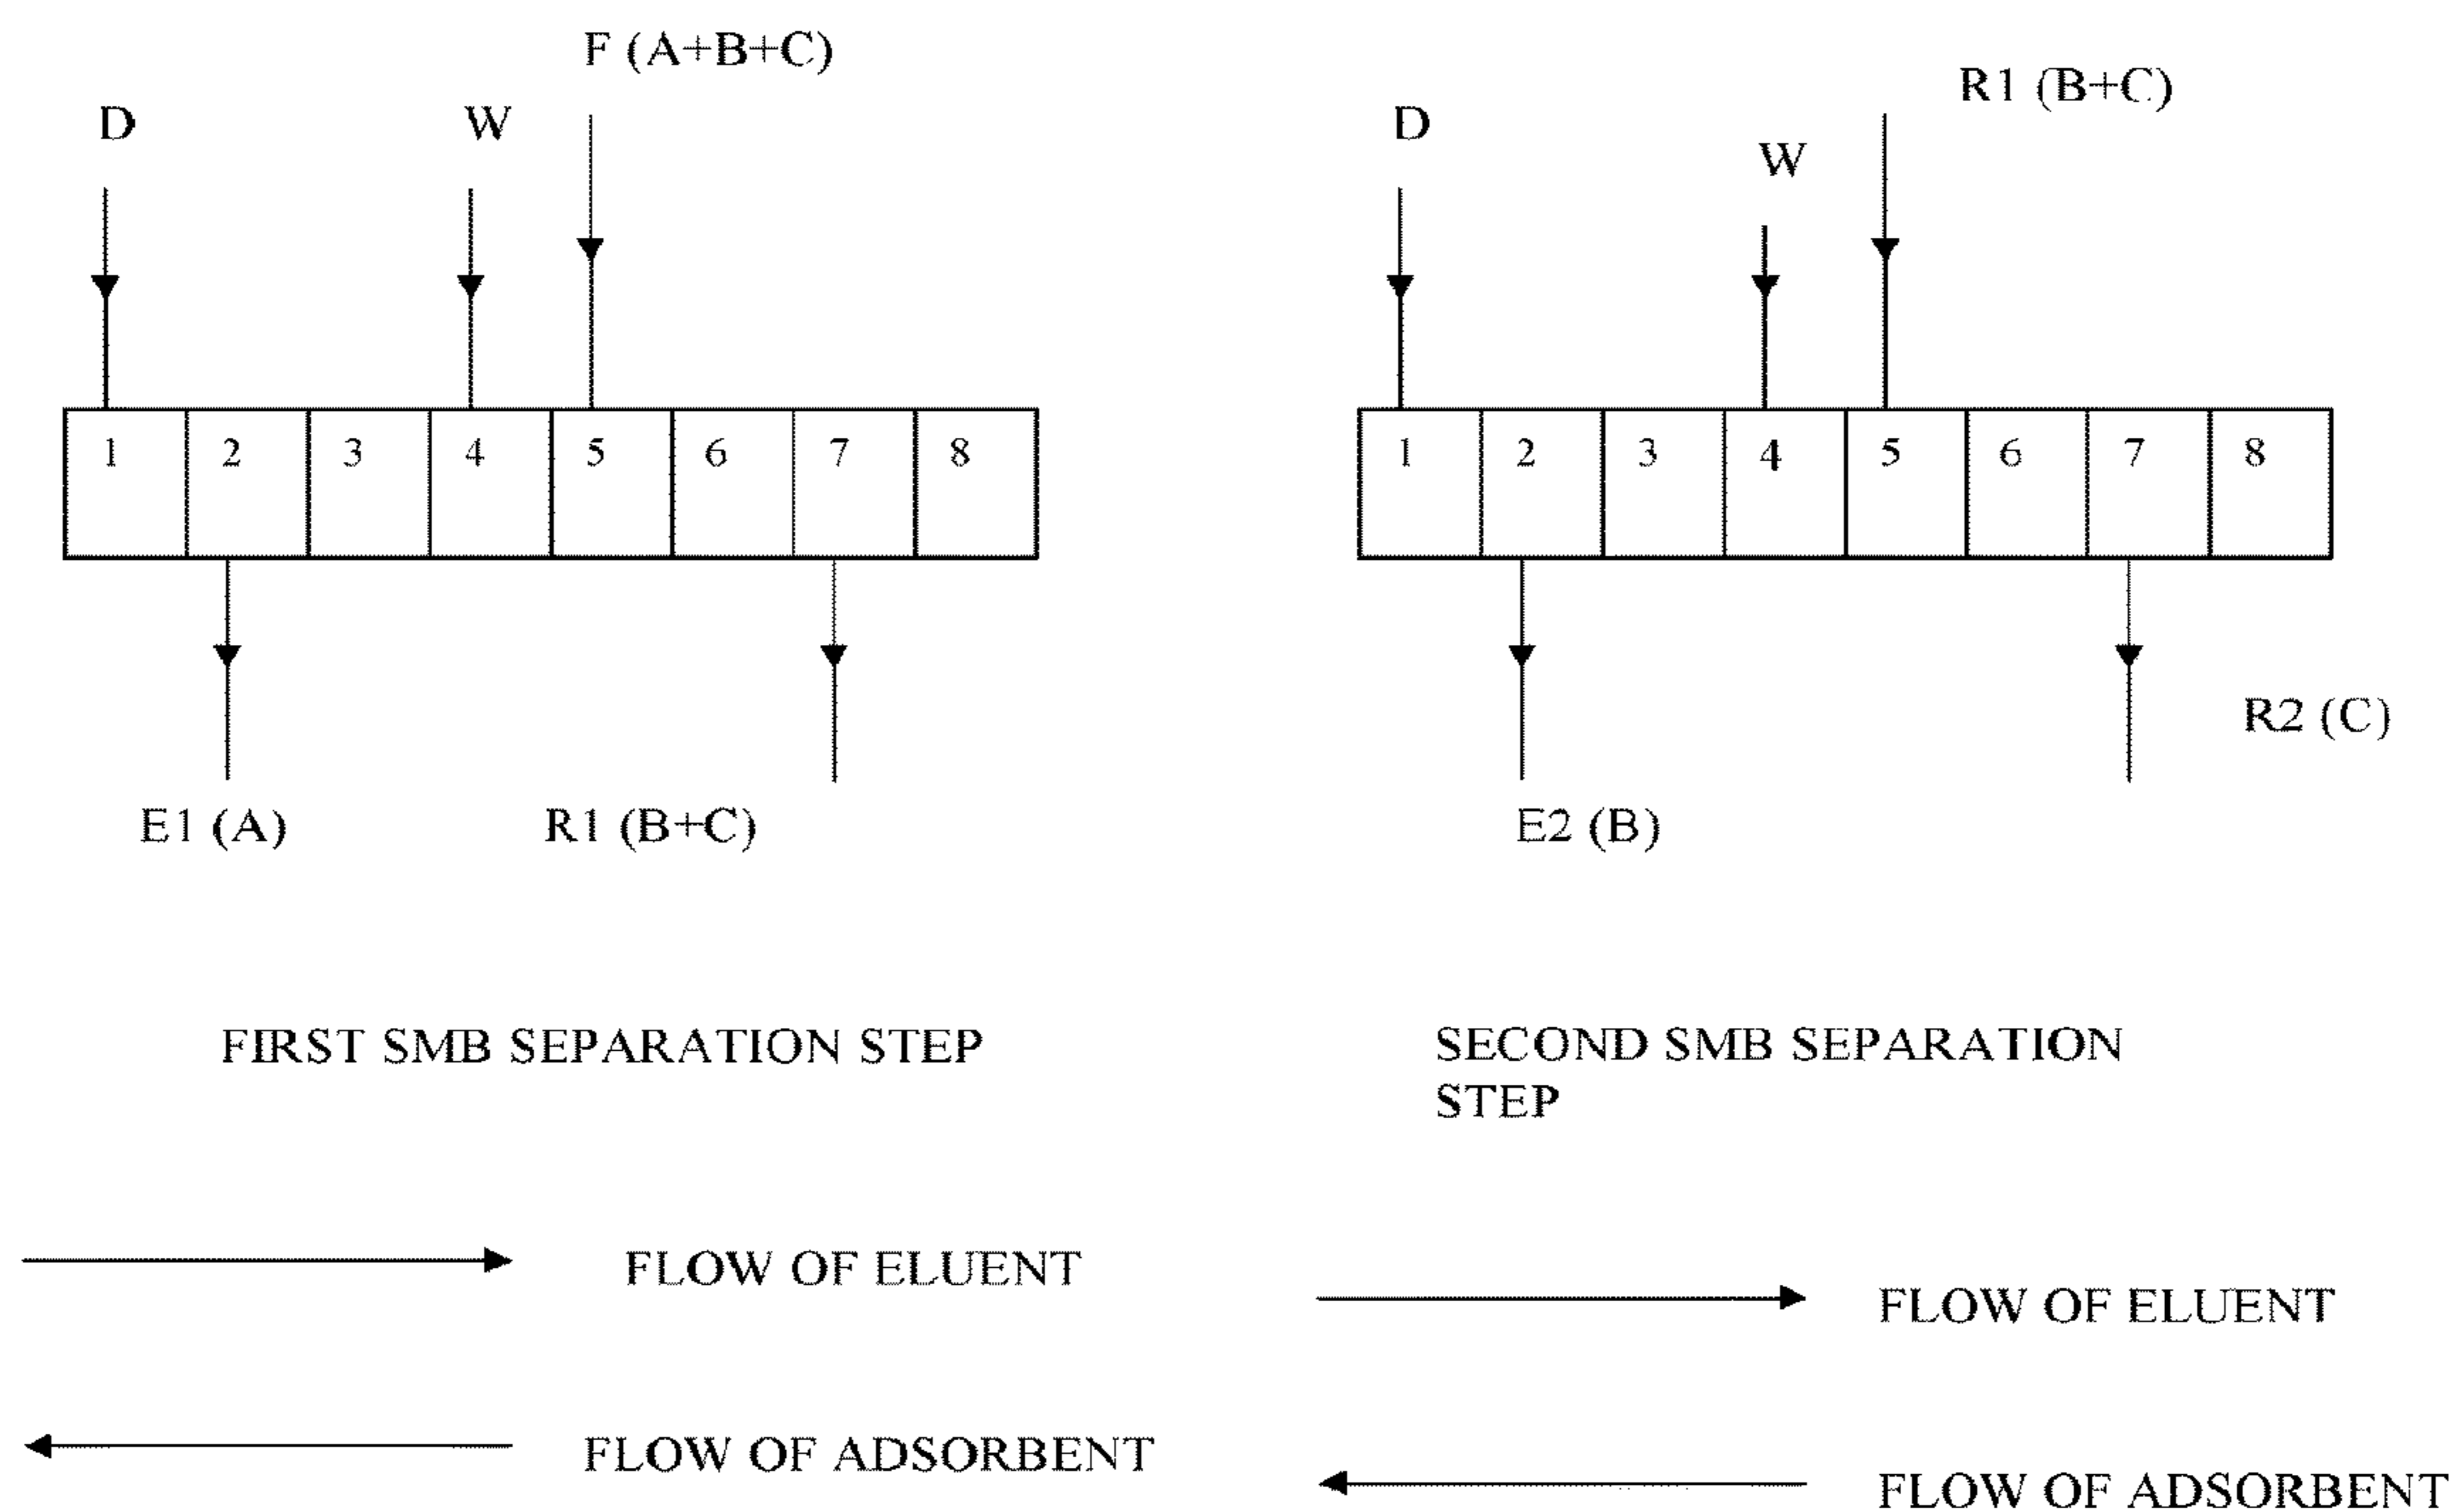 F (A+B+C)
D
W
1 2 3 4 5 6 7 8
E1 (A)
R1 (B+C)
FIRST SMB SEPARATION STEP
FLOW OF ELUENT
FLOW OF ADSORBENT
R1 (B+C)
D
W
1 2 3 4 5 6 7 8
R2 (C)
E2 (B)
SECOND SMB SEPARATION
STEP
FLOW OF ELUENT
FLOW OF ADSORBENT